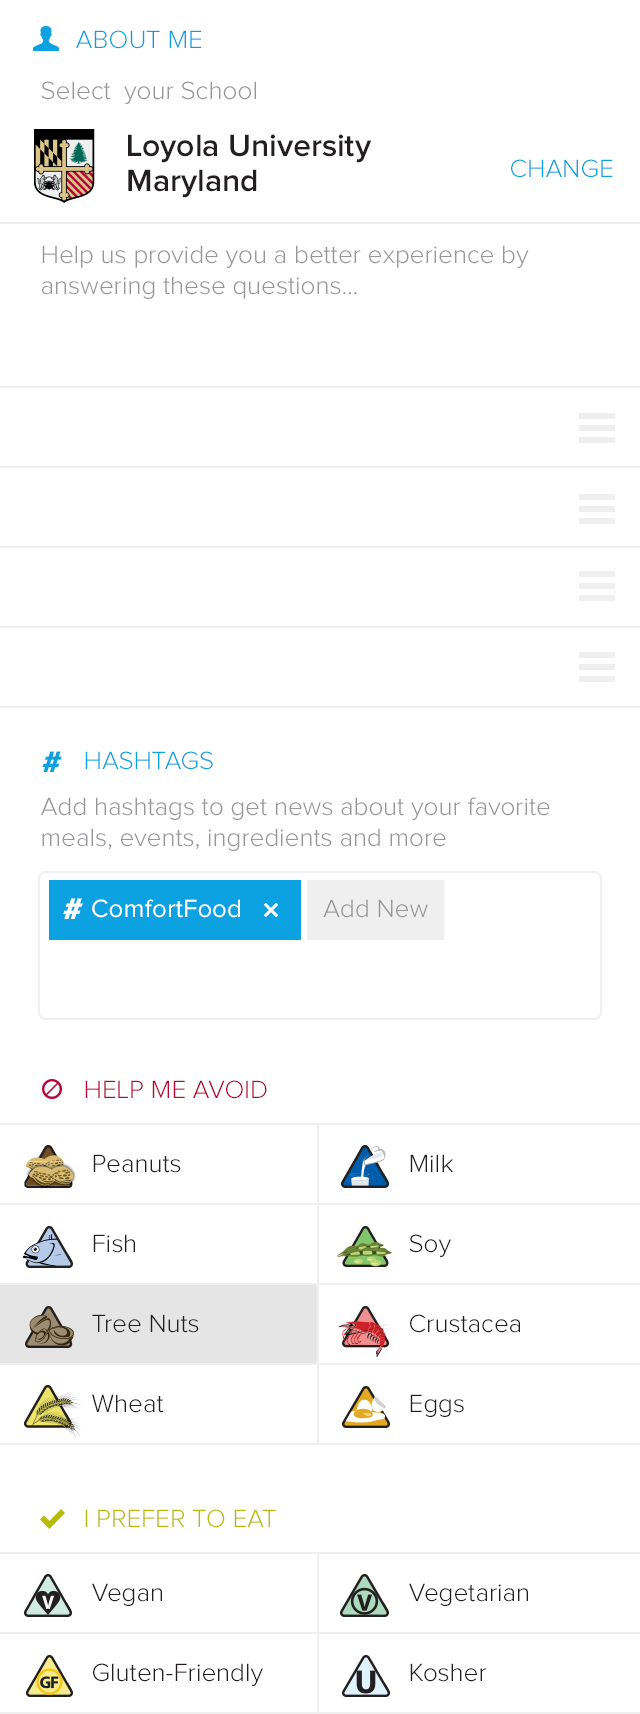 ABOUT ME
Select your School
Loyola University
Maryland
CHANGE
Help us provide you a better experience by
answering these questions...
# HASHTAGS
Add hashtags to get news about your favorite
meals, events, ingredients and more
# ComfortFood × Add New
HELP ME AVOID
Peanuts Milk
Fish Soy
Tree Nuts Crustacea
Wheat Eggs
I PREFER TO EAT
V Vegan V Vegetarian
GF Gluten-Friendly U Kosher